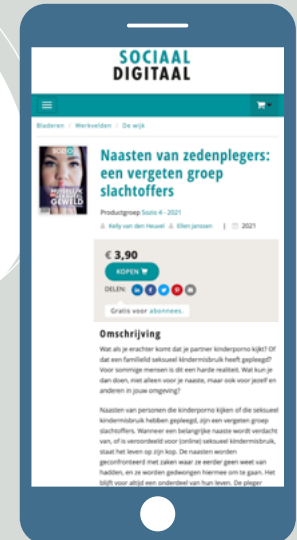 SOCIAAL
DIGITAAL
Bladeren / Werkvelden / De wijk
SOZIO
GEWELD
Naasten van zedenplegers:
een vergeten groep
slachtoffers
Productgroep Sozio 4 - 2021
Kelly van den Heuvel Ellen Janssen | 2021
€ 3,90
KOPEN
DELEN:
Gratis voor abonnees.
Omschrijving
Wat als je erachter komt dat je partner kinderporno kijkt? Of
dat een familielid seksueel kindermisbruik heeft gepleegd?
Voor sommige mensen is dit een harde realiteit. Wat kun je
dan doen, niet alleen voor je naaste, maar ook voor jezelf en
anderen in jouw omgeving?
Naasten van personen die kinderporno kijken of die seksueel
kindermisbruik hebben gepleegd, zijn een vergeten groep
slachtoffers. Wanneer een belangrijke naaste wordt verdacht
van, of is veroordeeld voor (online) seksueel kindermisbruik,
staat het leven op zijn kop. De naasten worden
geconfronteerd met zaken waar ze eerder geen weet van
hadden, en ze worden gedwongen hiermee om te gaan. Het
blijft voor altijd een onderdeel van hun leven. De pleger